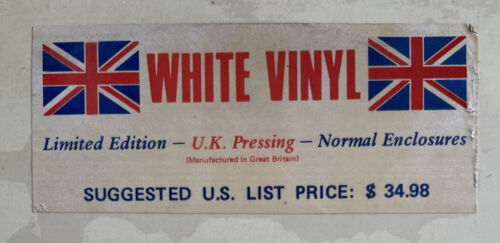 WHITE VINYL
Limited Edition — U.K. Pressing — Normal Enclosures
(Manufactured in Great Britain)
SUGGESTED U.S. LIST PRICE: $ 34.98